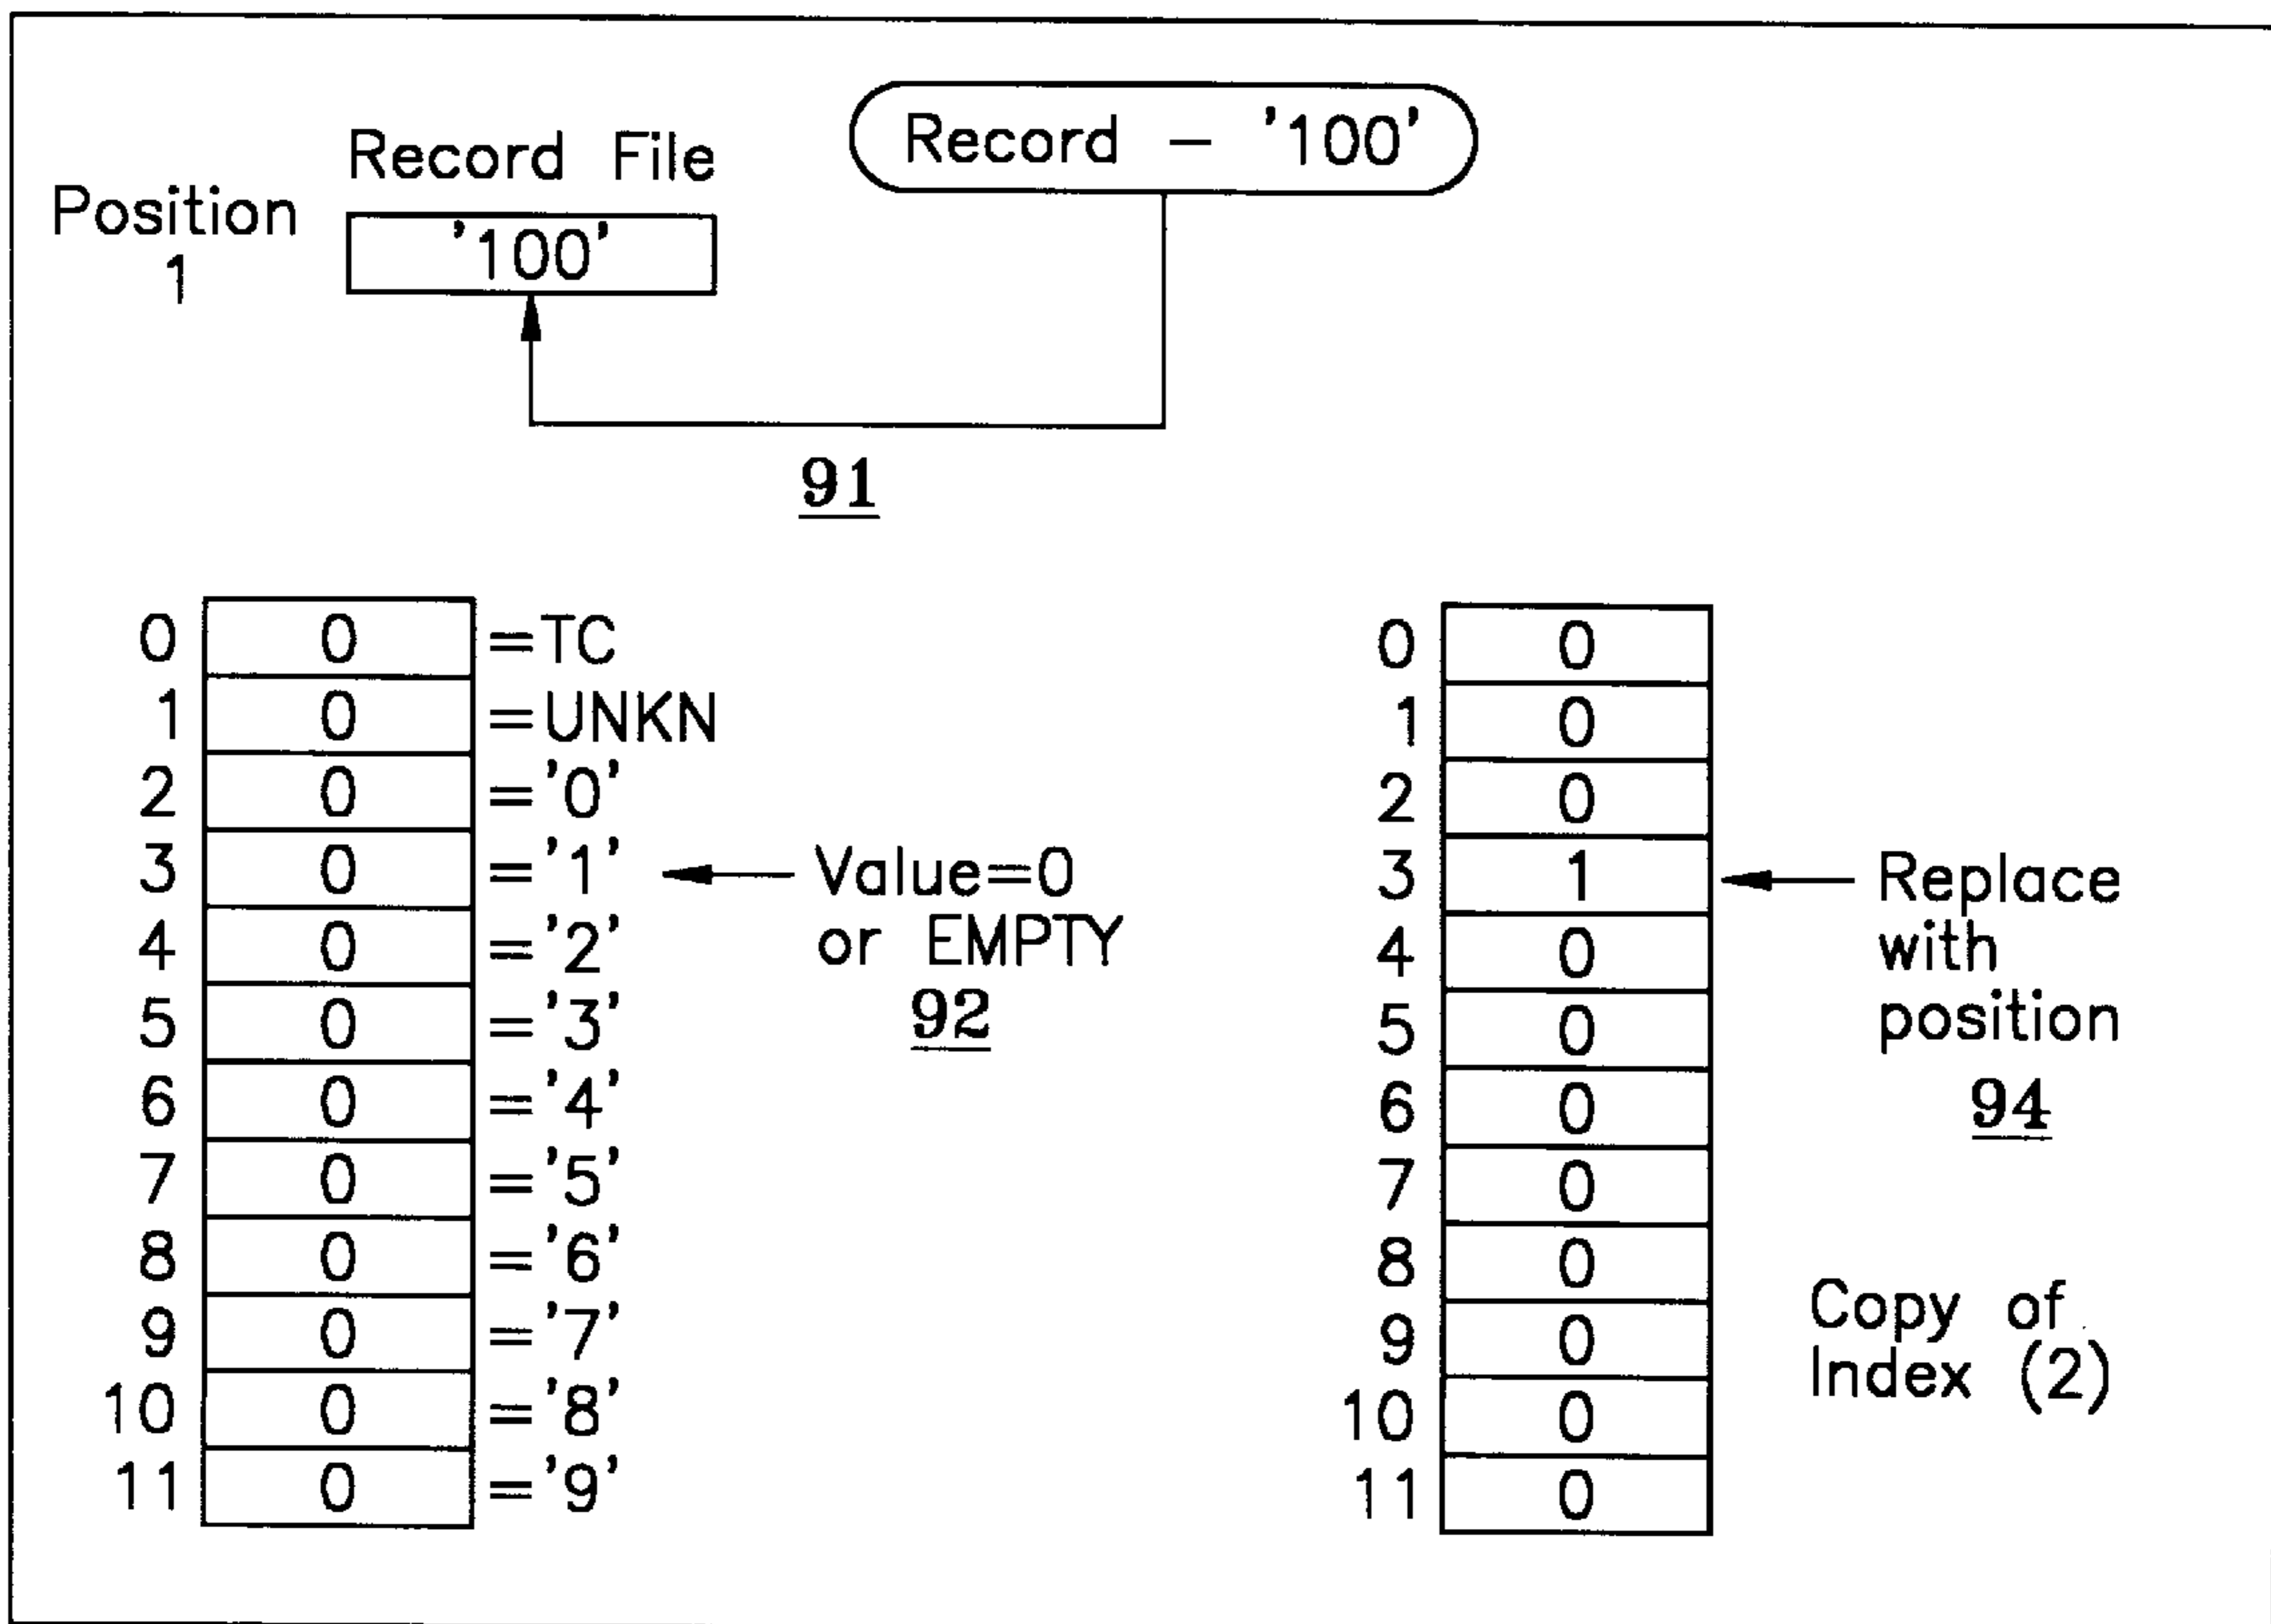 Record - '100'
Record File
Position
1
'100'
91
0 0 =TC
1 0 =UNKN
2 0 ='0'
3 0 ='1'
4 0 ='2'
5 0 ='3'
6 0 ='4'
7 0 ='5'
8 0 ='6'
9 0 ='7'
10 0 ='8'
11 0 ='9'
Value=0
or EMPTY
92
0 0
1 0
2 0
3 1
4 0
5 0
6 0
7 0
8 0
9 0
10 0
11 0
Replace
with
position
94
Copy of
Index (2)